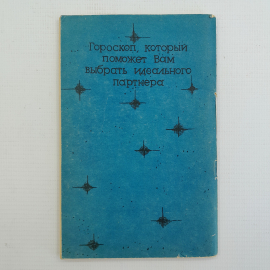 Гороскоп, который
поможет Вам
выбрать идеального
партнера